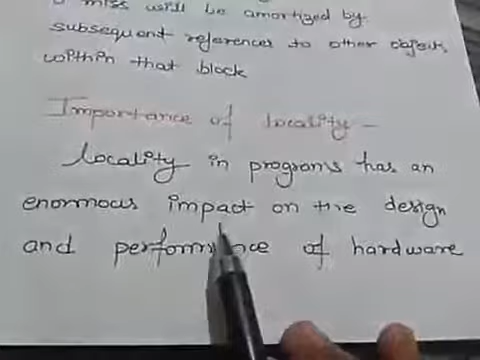 miss will be amortized by
subsequent references to other objects
within that block
Importance of locality -
Locality in programs has an
enormous impact on the design
and performance of hardware